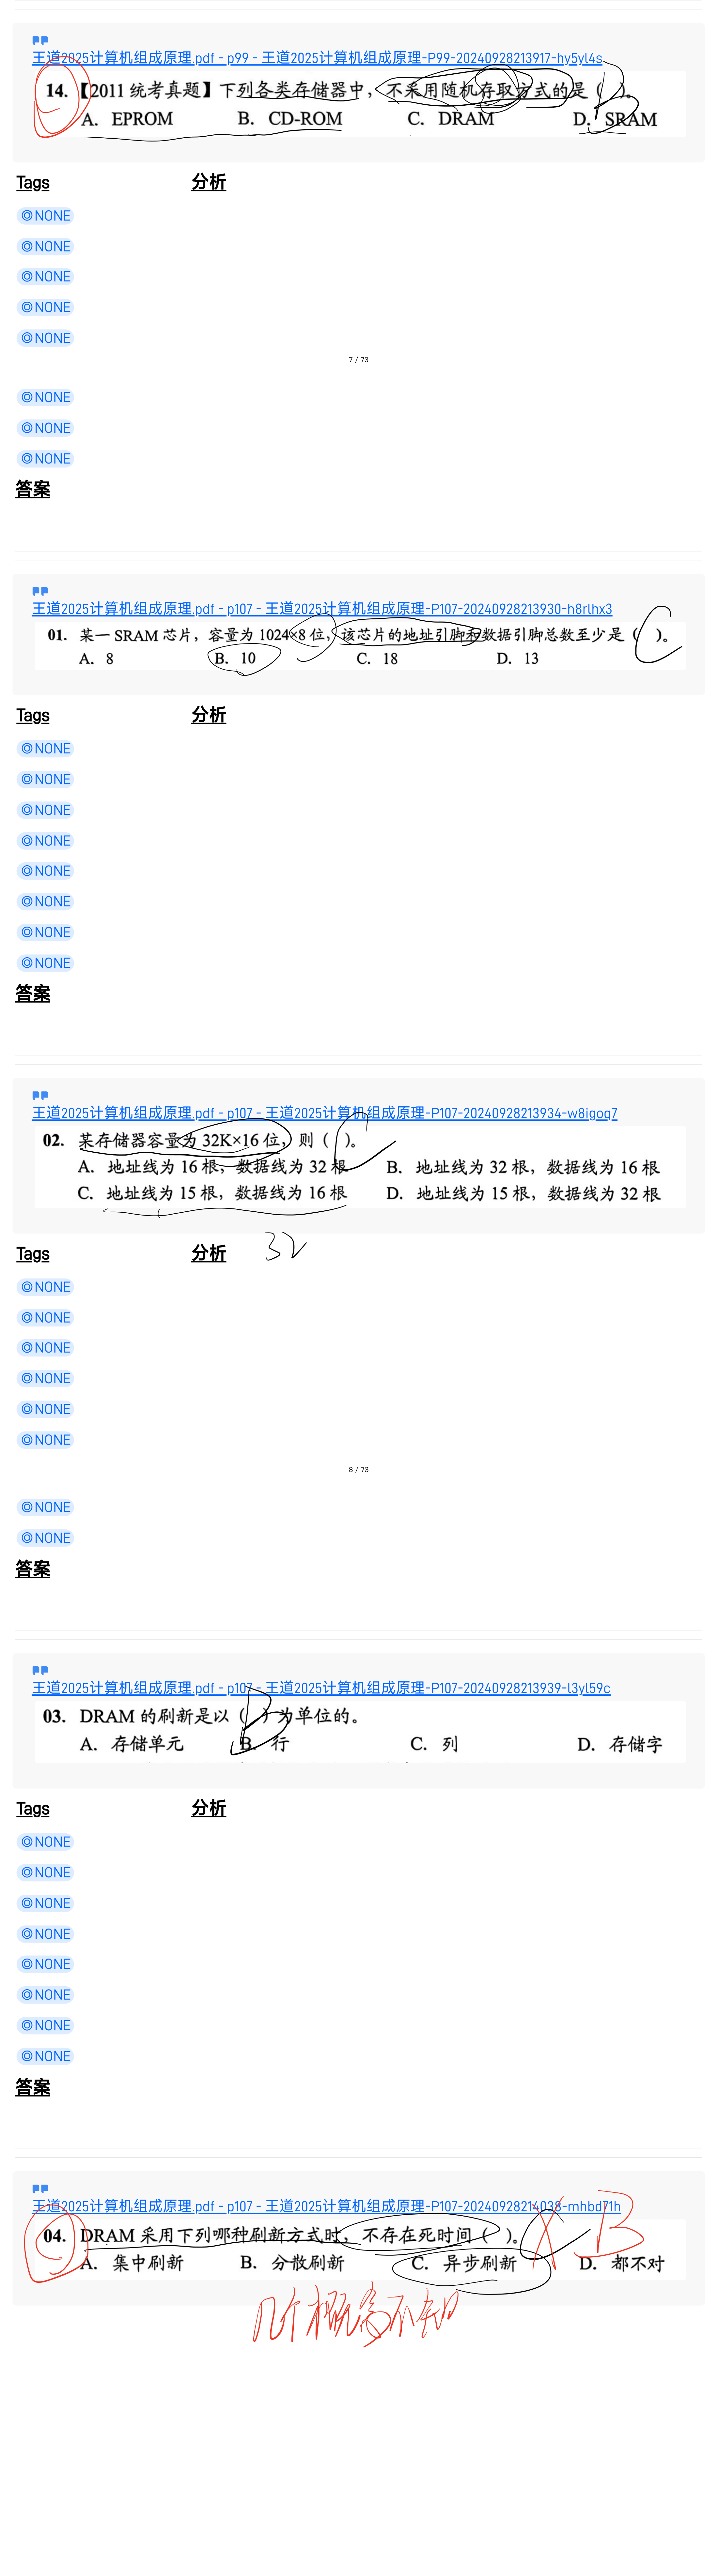 王道2025计算机组成原理.pdf - p99 - 王道2025计算机组成原理-P99-20240928213917-hy5yl4s
14. 【2011 统考真题】下列各类存储器中，不采用随机存取方式的是（ ）。
B
A. EPROM B. CD-ROM C. DRAM D. SRAM
Tags 分析
◎NONE
◎NONE
◎NONE
◎NONE
◎NONE
7 / 73
◎NONE
◎NONE
◎NONE
答案
王道2025计算机组成原理.pdf - p107 - 王道2025计算机组成原理-P107-20240928213930-h8rlhx3
01. 某一 SRAM 芯片，容量为 1024×8 位，该芯片的地址引脚和数据引脚总数至少是（ ）。
C
A. 8 B. 10 C. 18 D. 13
Tags 分析
◎NONE
◎NONE
◎NONE
◎NONE
◎NONE
◎NONE
◎NONE
◎NONE
答案
王道2025计算机组成原理.pdf - p107 - 王道2025计算机组成原理-P107-20240928213934-w8igoq7
02. 某存储器容量为 32K×16 位，则（ ）。
C
A. 地址线为 16 根，数据线为 32 根 B. 地址线为 32 根，数据线为 16 根
C. 地址线为 15 根，数据线为 16 根 D. 地址线为 15 根，数据线为 32 根
Tags 分析 32
◎NONE
◎NONE
◎NONE
◎NONE
◎NONE
◎NONE
8 / 73
◎NONE
◎NONE
答案
王道2025计算机组成原理.pdf - p107 - 王道2025计算机组成原理-P107-20240928213939-l3yl59c
03. DRAM 的刷新是以（ ）为单位的。
B
A. 存储单元 B. 行 C. 列 D. 存储字
Tags 分析
◎NONE
◎NONE
◎NONE
◎NONE
◎NONE
◎NONE
◎NONE
◎NONE
答案
王道2025计算机组成原理.pdf - p107 - 王道2025计算机组成原理-P107-20240928214038-mhbd71h
04. DRAM 采用下列哪种刷新方式时，不存在死时间（ ）。
C B
A. 集中刷新 B. 分散刷新 C. 异步刷新 D. 都不对
几个概念不知